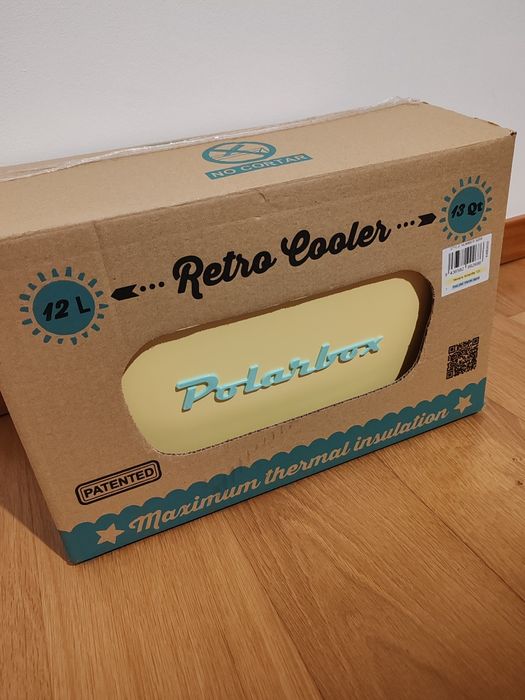 NO CORTAR
13 Qt
Retro Cooler
12 L
Polarbox
PATENTED
Maximum thermal insulation